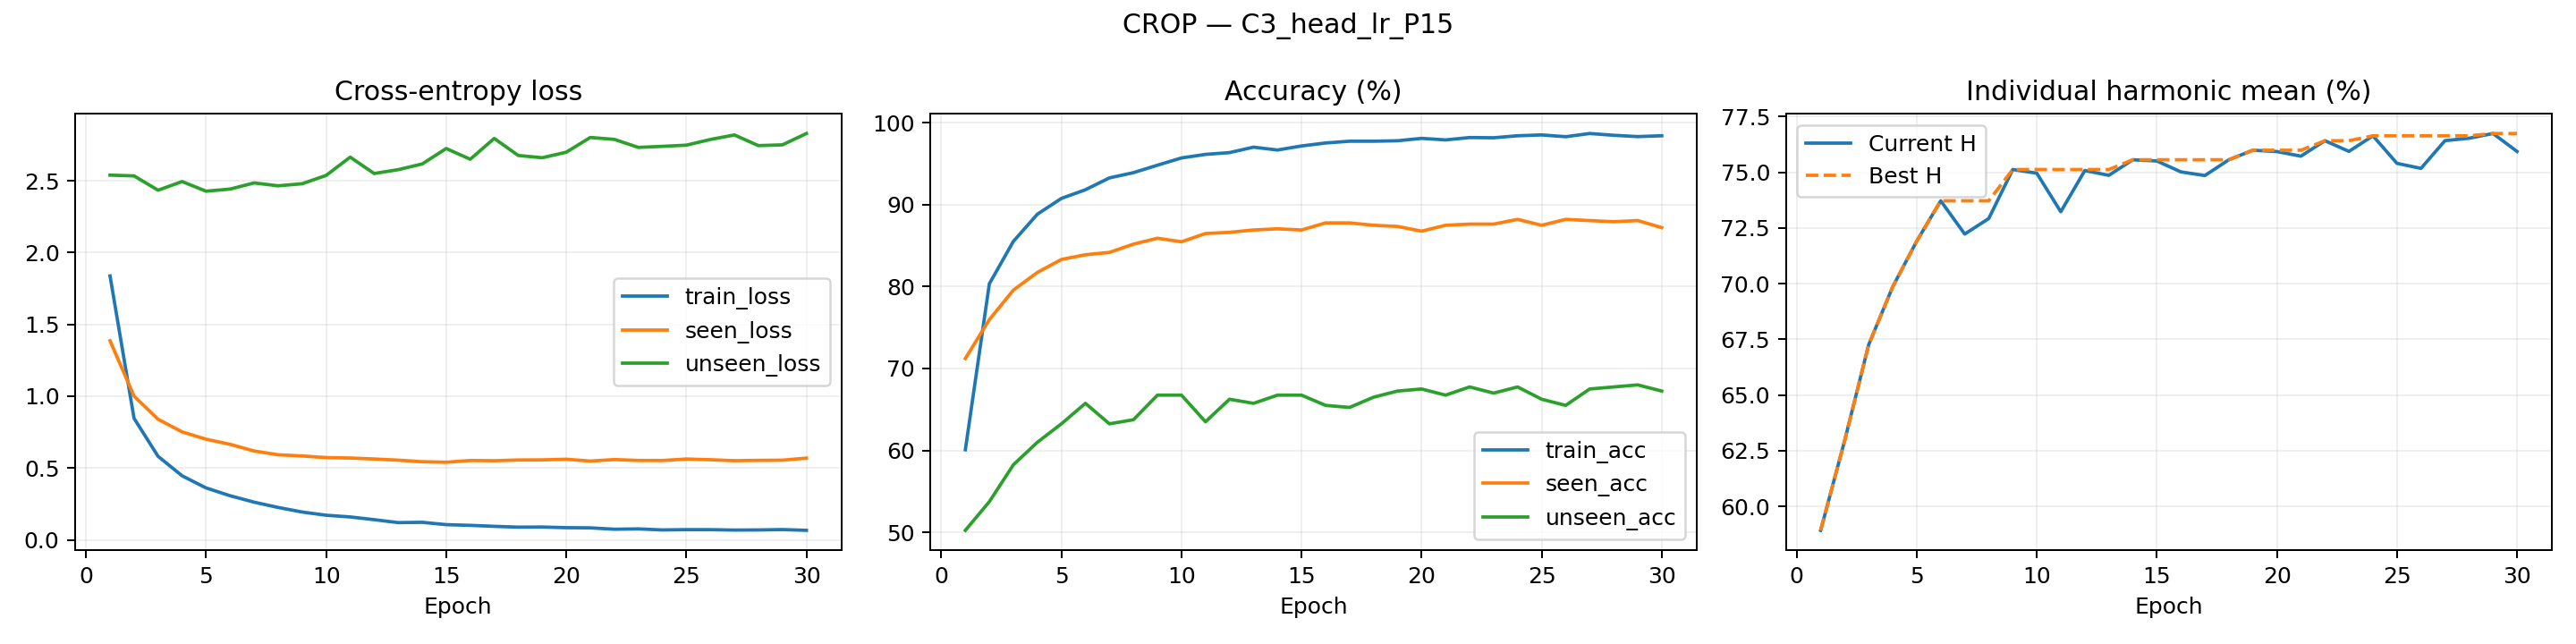 CROP — C3_head_lr_P15
Cross-entropy loss
2.5
2.0
1.5
1.0
0.5
0.0
train_loss
seen_loss
unseen_loss
0 5 10 15 20 25 30
Epoch
Accuracy (%)
100
90
80
70
60
50
train_acc
seen_acc
unseen_acc
0 5 10 15 20 25 30
Epoch
Individual harmonic mean (%)
77.5
75.0
72.5
70.0
67.5
65.0
62.5
60.0
Current H
Best H
0 5 10 15 20 25 30
Epoch